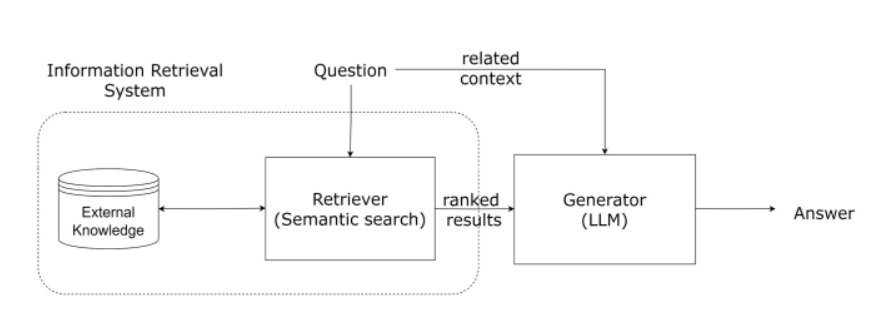 Information Retrieval
System
Question
related
context
External
Knowledge
Retriever
(Semantic search)
ranked
results
Generator
(LLM)
Answer